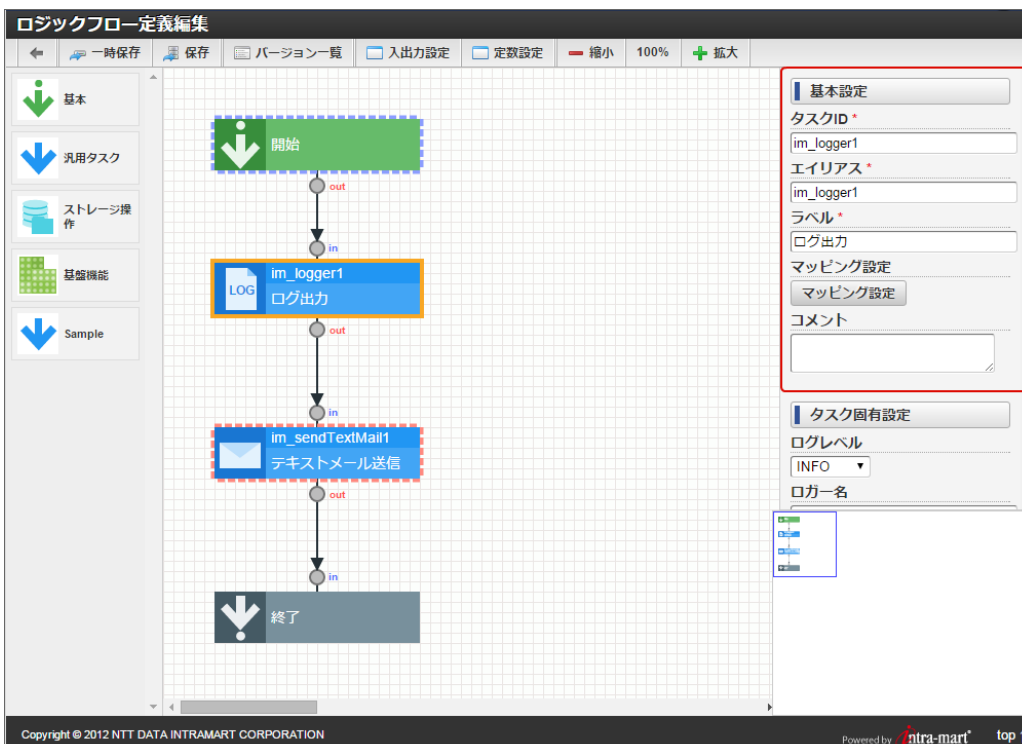 ロジックフロー定義編集
一時保存
保存
バージョン一覧
入出力設定
定数設定
縮小
100%
拡大
基本
汎用タスク
ストレージ操
作
基盤機能
Sample
開始
out
in
LOG
im_logger1
ログ出力
out
in
im_sendTextMail1
テキストメール送信
out
in
終了
基本設定
タスクID *
im_logger1
エイリアス *
im_logger1
ラベル *
ログ出力
マッピング設定
マッピング設定
コメント
タスク固有設定
ログレベル
INFO
ロガー名
Copyright © 2012 NTT DATA INTRAMART CORPORATION
Powered by intra-mart
top